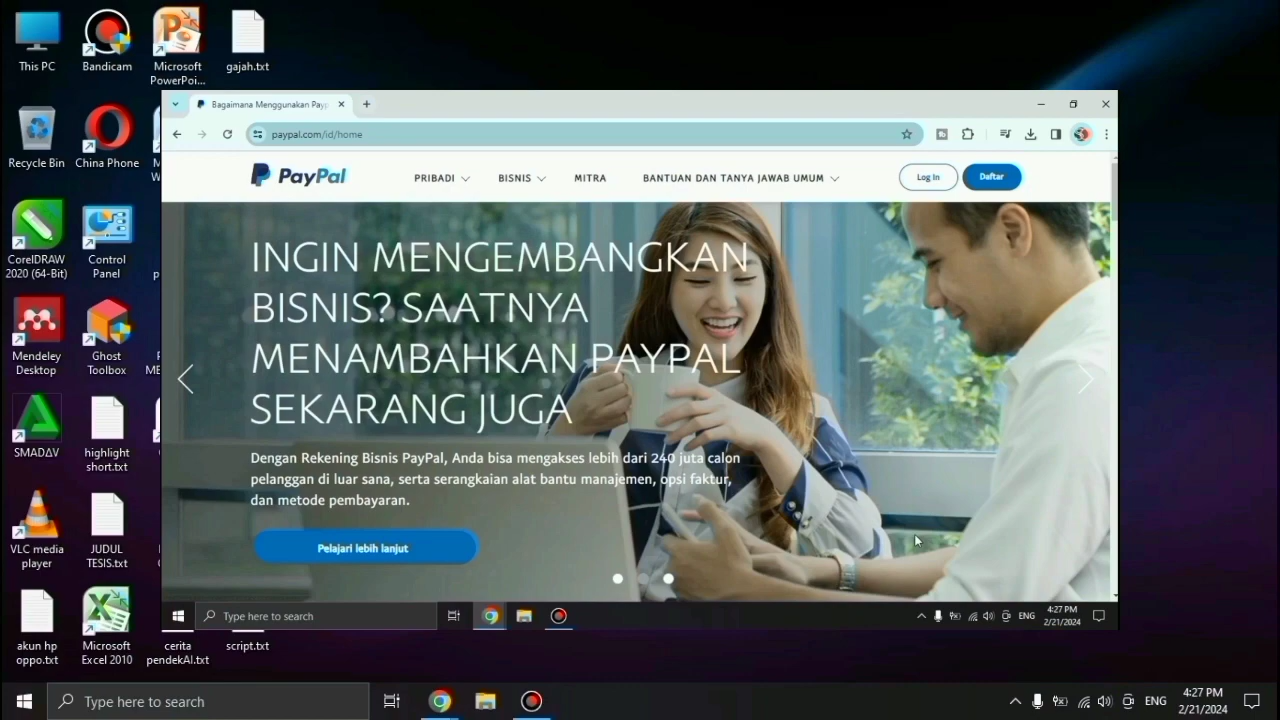 This PC
Bandicam
Microsoft
PowerPoi...
gajah.txt
Recycle Bin
China Phone
CorelDRAW
2020 (64-Bit)
Control
Panel
Mendeley
Desktop
Ghost
Toolbox
SMADΔV
highlight
short.txt
VLC media
player
JUDUL
TESIS.txt
akun hp
oppo.txt
Microsoft
Excel 2010
cerita
pendekAI.txt
script.txt
Bagaimana Menggunakan Payp
paypal.com/id/home
PayPal
PRIBADI
BISNIS
MITRA
BANTUAN DAN TANYA JAWAB UMUM
Log In
Daftar
INGIN MENGEMBANGKAN
BISNIS? SAATNYA
MENAMBAHKAN PAYPAL
SEKARANG JUGA
Dengan Rekening Bisnis PayPal, Anda bisa mengakses lebih dari 240 juta calon
pelanggan di luar sana, serta serangkaian alat bantu manajemen, opsi faktur,
dan metode pembayaran.
Pelajari lebih lanjut
Type here to search
ENG
4:27 PM
2/21/2024
Type here to search
ENG
4:27 PM
2/21/2024